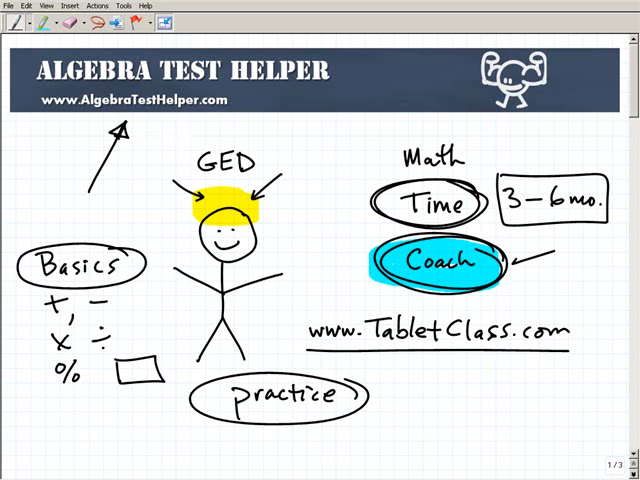 File Edit View Insert Actions Tools Help
ALGEBRA TEST HELPER
www.AlgebraTestHelper.com
GED
Math
Time
3-6 mo.
Coach
Basics
+, -
x ÷
%
www.TabletClass.com
practice
1/3